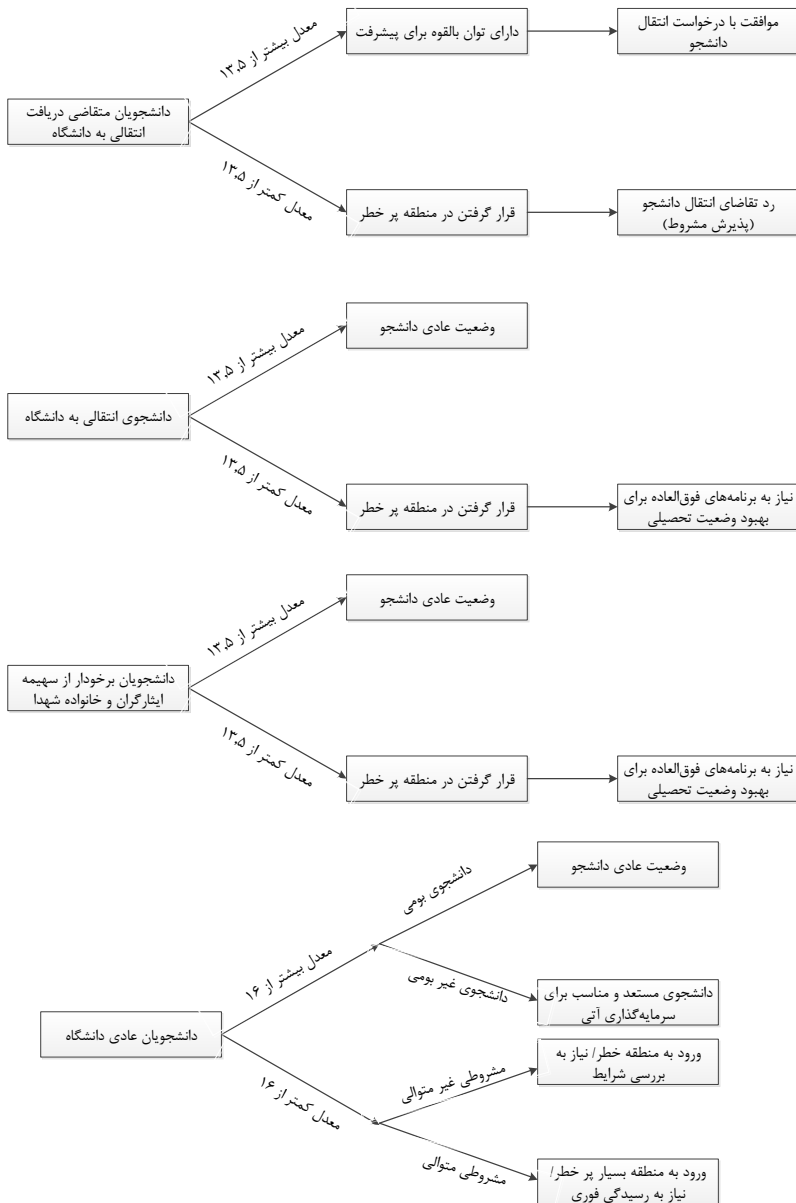 معدل بیشتر از ۱۳,۵
دارای توان بالقوه برای پیشرفت
موافقت با درخواست انتقال
دانشجو
دانشجویان متقاضی دریافت
انتقالی به دانشگاه
معدل کمتر از ۱۳,۵
قرار گرفتن در منطقه پر خطر
رد تقاضای انتقال دانشجو
(پذیرش مشروط)
معدل بیشتر از ۱۳,۵
وضعیت عادی دانشجو
دانشجوی انتقالی به دانشگاه
معدل کمتر از ۱۳,۵
قرار گرفتن در منطقه پر خطر
نیاز به برنامه‌های فوق‌العاده برای
بهبود وضعیت تحصیلی
معدل بیشتر از ۱۳,۵
وضعیت عادی دانشجو
دانشجویان برخودار از سهیمه
ایثارگران و خانواده شهدا
معدل کمتر از ۱۳,۵
قرار گرفتن در منطقه پر خطر
نیاز به برنامه‌های فوق‌العاده برای
بهبود وضعیت تحصیلی
دانشجوی بومی
وضعیت عادی دانشجو
معدل بیشتر از ۱۶
دانشجوی غیر بومی
دانشجوی مستعد و مناسب برای
سرمایه‌گذاری آتی
دانشجویان عادی دانشگاه
معدل کمتر از ۱۶
مشروطی غیر متوالی
ورود به منطقه خطر/ نیاز به
بررسی شرایط
مشروطی متوالی
ورود به منطقه بسیار پر خطر/
نیاز به رسیدگی فوری